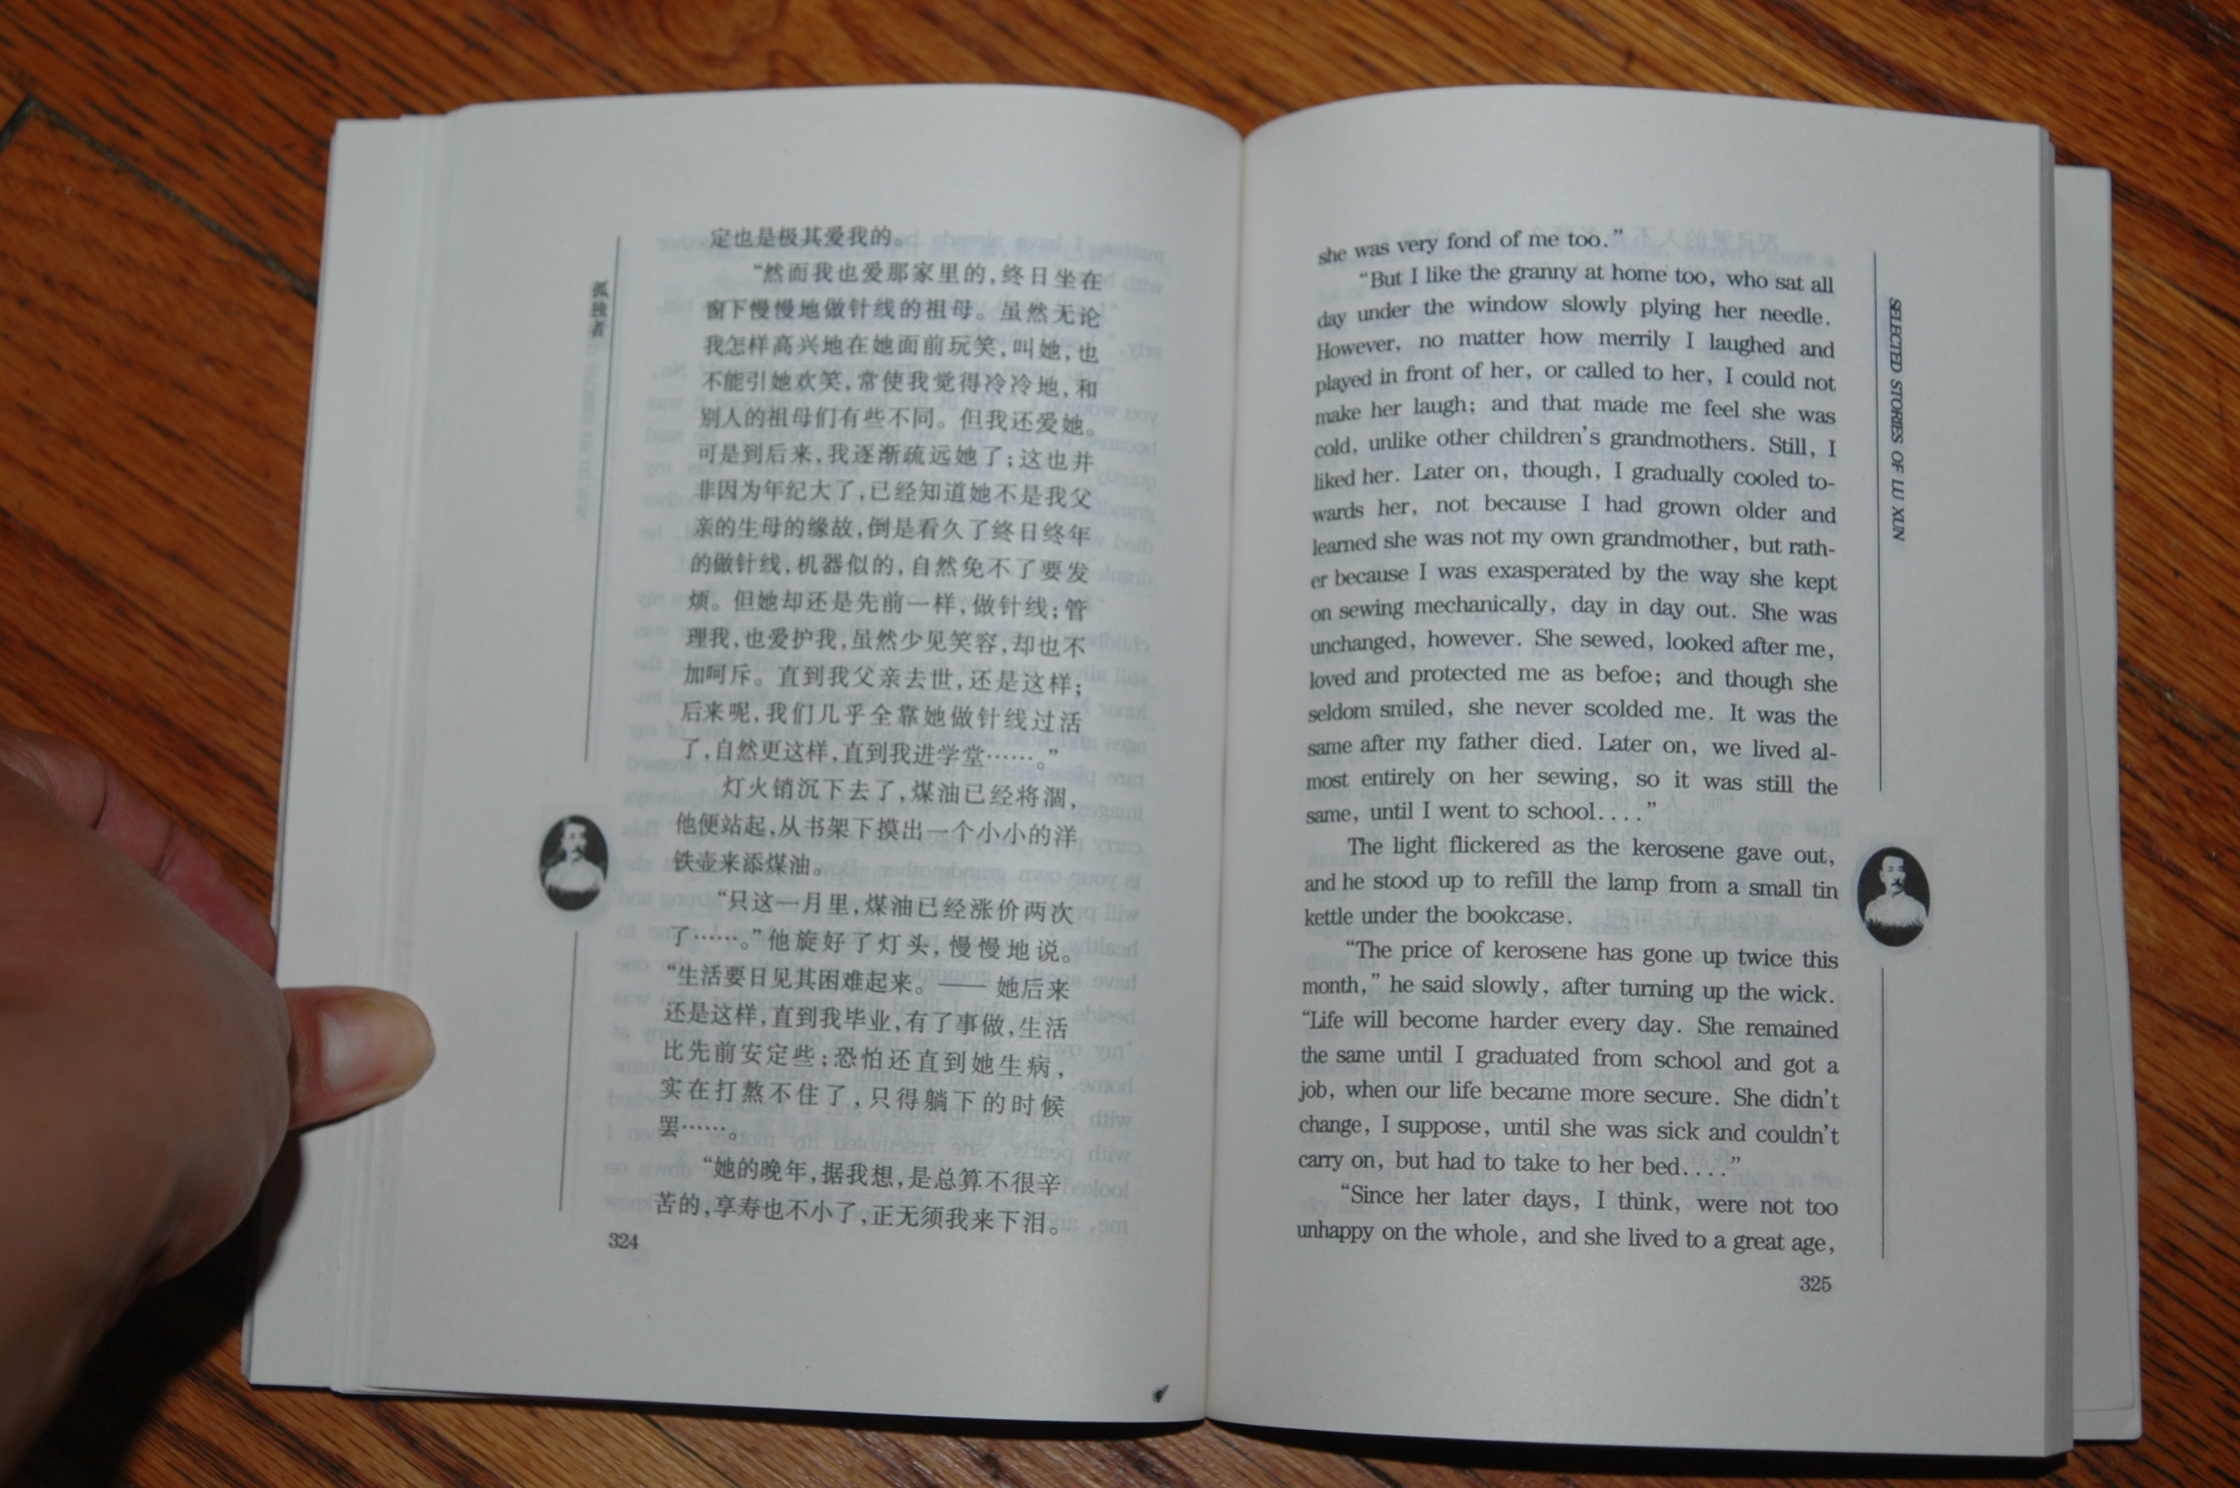 孤独者
定也是极其爱我的。
“然而我也爱那家里的,终日坐在
窗下慢慢地做针线的祖母。虽然无论
我怎样高兴地在她面前玩笑,叫她,也
不能引她欢笑,常使我觉得冷冷地,和
别人的祖母们有些不同。但我还爱她。
可是到后来,我逐渐疏远她了;这也并
非因为年纪大了,已经知道她不是我父
亲的生母的缘故,倒是看久了终日终年
的做针线,机器似的,自然免不了要发
烦。但她却还是先前一样,做针线;管
理我,也爱护我,虽然少见笑容,却也不
加呵斥。直到我父亲去世,还是这样;
后来呢,我们几乎全靠她做针线过活
了,自然更这样,直到我进学堂……。”
灯火销沉下去了,煤油已经将涸,
他便站起,从书架下摸出一个小小的洋
铁壶来添煤油。
“只这一月里,煤油已经涨价两次
了……。”他旋好了灯头,慢慢地说。
“生活要日见其困难起来。—— 她后来
还是这样,直到我毕业,有了事做,生活
比先前安定些;恐怕还直到她生病,
实在打熬不住了,只得躺下的时候
罢……。
“她的晚年,据我想,是总算不很辛
苦的,享寿也不小了,正无须我来下泪。
324
she was very fond of me too.”
“But I like the granny at home too, who sat all
day under the window slowly plying her needle.
However, no matter how merrily I laughed and
played in front of her, or called to her, I could not
make her laugh; and that made me feel she was
cold, unlike other children's grandmothers. Still, I
liked her. Later on, though, I gradually cooled to-
wards her, not because I had grown older and
learned she was not my own grandmother, but rath-
er because I was exasperated by the way she kept
on sewing mechanically, day in day out. She was
unchanged, however. She sewed, looked after me,
loved and protected me as befoe; and though she
seldom smiled, she never scolded me. It was the
same after my father died. Later on, we lived al-
most entirely on her sewing, so it was still the
same, until I went to school....”
The light flickered as the kerosene gave out,
and he stood up to refill the lamp from a small tin
kettle under the bookcase.
“The price of kerosene has gone up twice this
month,” he said slowly, after turning up the wick.
“Life will become harder every day. She remained
the same until I graduated from school and got a
job, when our life became more secure. She didn't
change, I suppose, until she was sick and couldn't
carry on, but had to take to her bed....”
“Since her later days, I think, were not too
unhappy on the whole, and she lived to a great age,
325
SELECTED STORIES OF LU XUN